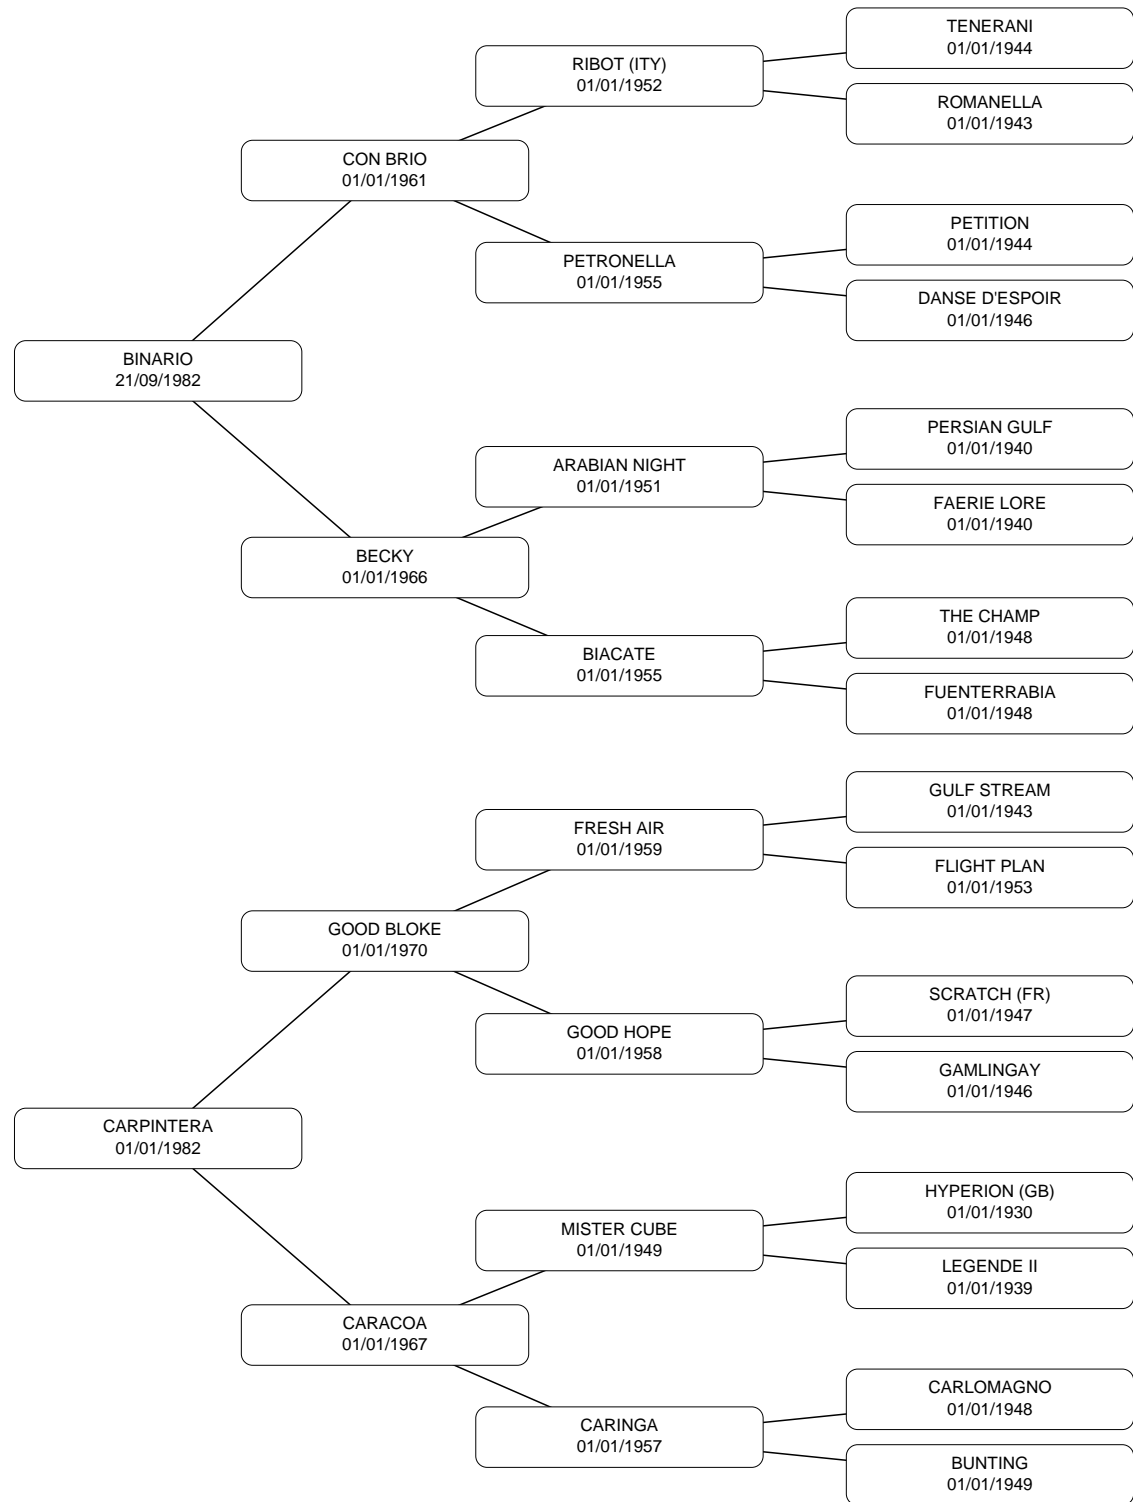 TENERANI
01/01/1944
RIBOT (ITY)
01/01/1952
ROMANELLA
01/01/1943
CON BRIO
01/01/1961
PETITION
01/01/1944
PETRONELLA
01/01/1955
DANSE D'ESPOIR
01/01/1946
BINARIO
21/09/1982
PERSIAN GULF
01/01/1940
ARABIAN NIGHT
01/01/1951
FAERIE LORE
01/01/1940
BECKY
01/01/1966
THE CHAMP
01/01/1948
BIACATE
01/01/1955
FUENTERRABIA
01/01/1948
GULF STREAM
01/01/1943
FRESH AIR
01/01/1959
FLIGHT PLAN
01/01/1953
GOOD BLOKE
01/01/1970
SCRATCH (FR)
01/01/1947
GOOD HOPE
01/01/1958
GAMLINGAY
01/01/1946
CARPINTERA
01/01/1982
HYPERION (GB)
01/01/1930
MISTER CUBE
01/01/1949
LEGENDE II
01/01/1939
CARACOA
01/01/1967
CARLOMAGNO
01/01/1948
CARINGA
01/01/1957
BUNTING
01/01/1949